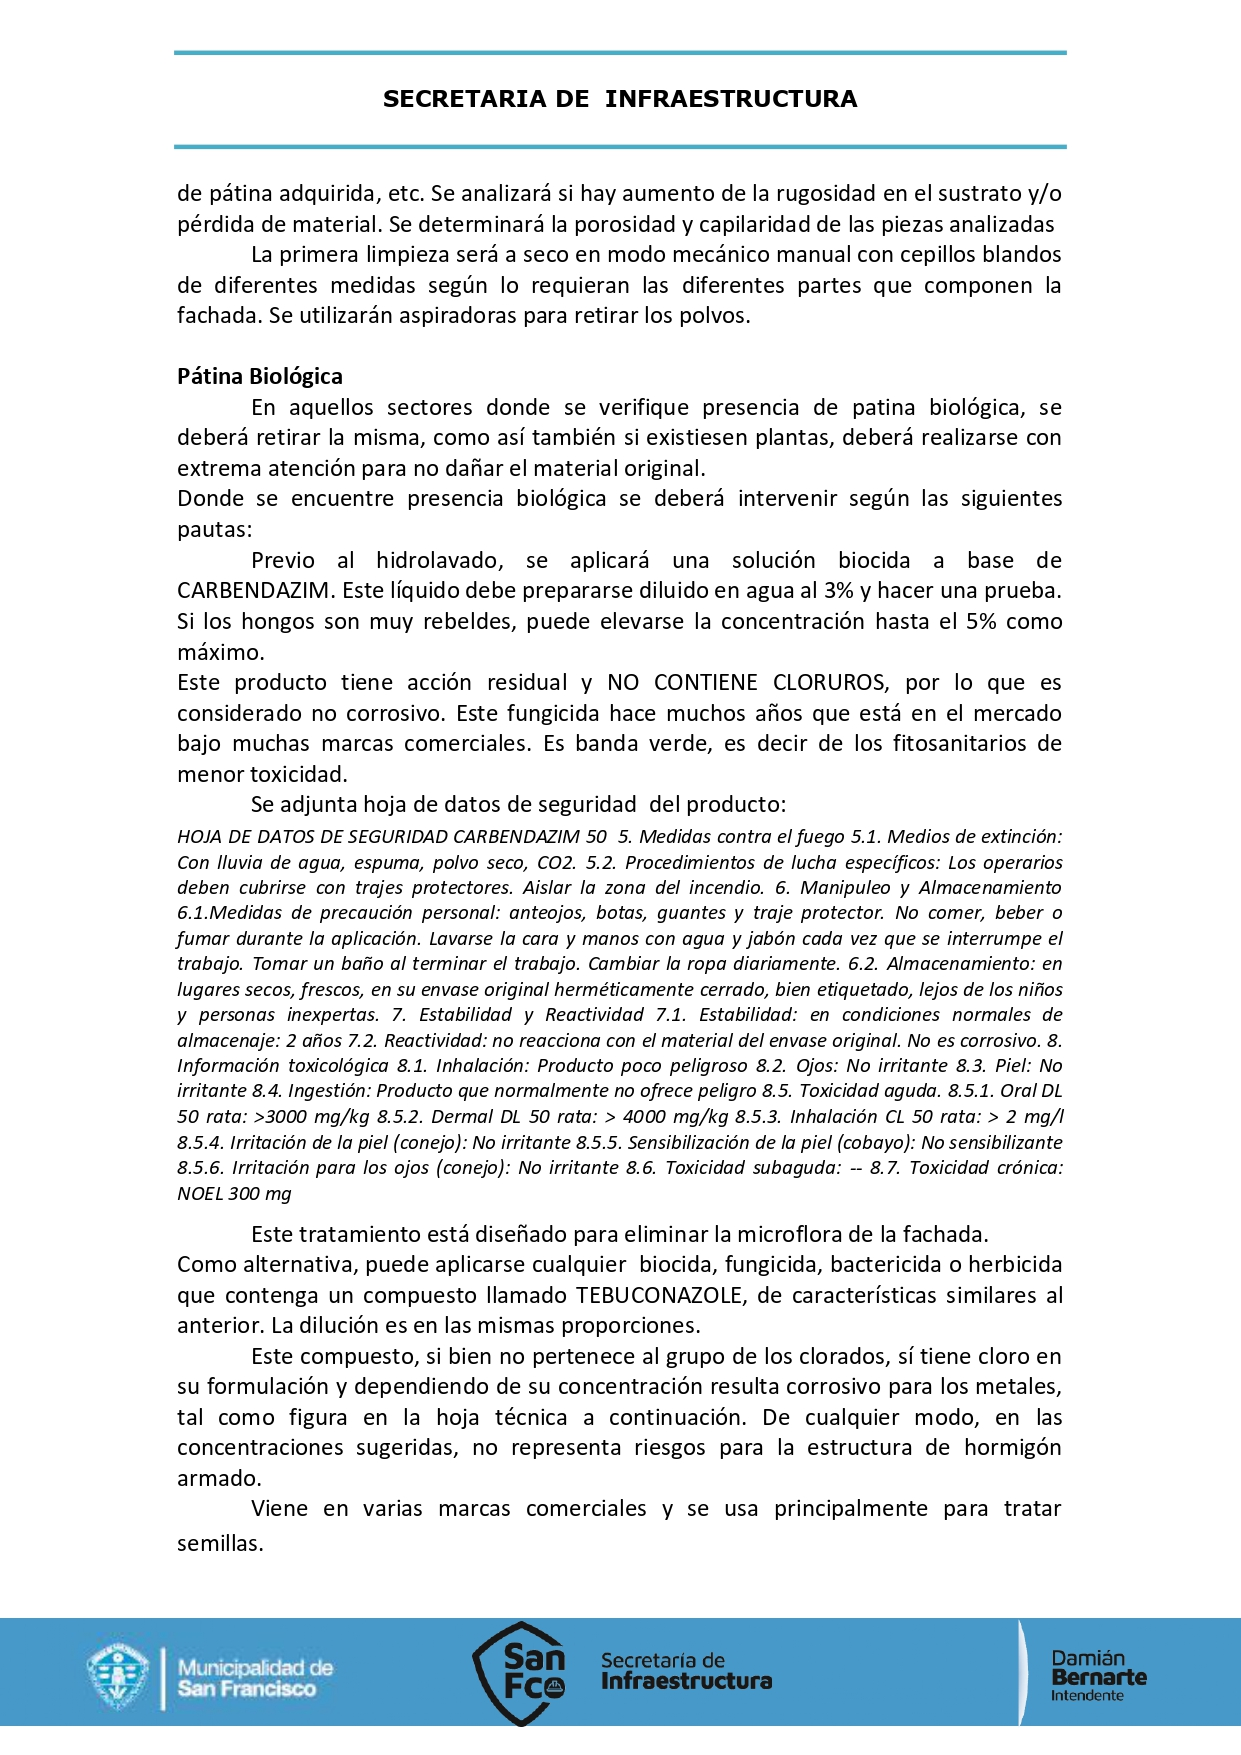 SECRETARIA DE INFRAESTRUCTURA
de pátina adquirida, etc. Se analizará si hay aumento de la rugosidad en el sustrato y/o
pérdida de material. Se determinará la porosidad y capilaridad de las piezas analizadas
La primera limpieza será a seco en modo mecánico manual con cepillos blandos
de diferentes medidas según lo requieran las diferentes partes que componen la
fachada. Se utilizarán aspiradoras para retirar los polvos.
Pátina Biológica
En aquellos sectores donde se verifique presencia de patina biológica, se
deberá retirar la misma, como así también si existiesen plantas, deberá realizarse con
extrema atención para no dañar el material original.
Donde se encuentre presencia biológica se deberá intervenir según las siguientes
pautas:
Previo al hidrolavado, se aplicará una solución biocida a base de
CARBENDAZIM. Este líquido debe prepararse diluido en agua al 3% y hacer una prueba.
Si los hongos son muy rebeldes, puede elevarse la concentración hasta el 5% como
máximo.
Este producto tiene acción residual y NO CONTIENE CLORUROS, por lo que es
considerado no corrosivo. Este fungicida hace muchos años que está en el mercado
bajo muchas marcas comerciales. Es banda verde, es decir de los fitosanitarios de
menor toxicidad.
Se adjunta hoja de datos de seguridad del producto:
HOJA DE DATOS DE SEGURIDAD CARBENDAZIM 50 5. Medidas contra el fuego 5.1. Medios de extinción:
Con lluvia de agua, espuma, polvo seco, CO2. 5.2. Procedimientos de lucha específicos: Los operarios
deben cubrirse con trajes protectores. Aislar la zona del incendio. 6. Manipuleo y Almacenamiento
6.1.Medidas de precaución personal: anteojos, botas, guantes y traje protector. No comer, beber o
fumar durante la aplicación. Lavarse la cara y manos con agua y jabón cada vez que se interrumpe el
trabajo. Tomar un baño al terminar el trabajo. Cambiar la ropa diariamente. 6.2. Almacenamiento: en
lugares secos, frescos, en su envase original herméticamente cerrado, bien etiquetado, lejos de los niños
y personas inexpertas. 7. Estabilidad y Reactividad 7.1. Estabilidad: en condiciones normales de
almacenaje: 2 años 7.2. Reactividad: no reacciona con el material del envase original. No es corrosivo. 8.
Información toxicológica 8.1. Inhalación: Producto poco peligroso 8.2. Ojos: No irritante 8.3. Piel: No
irritante 8.4. Ingestión: Producto que normalmente no ofrece peligro 8.5. Toxicidad aguda. 8.5.1. Oral DL
50 rata: >3000 mg/kg 8.5.2. Dermal DL 50 rata: > 4000 mg/kg 8.5.3. Inhalación CL 50 rata: > 2 mg/l
8.5.4. Irritación de la piel (conejo): No irritante 8.5.5. Sensibilización de la piel (cobayo): No sensibilizante
8.5.6. Irritación para los ojos (conejo): No irritante 8.6. Toxicidad subaguda: -- 8.7. Toxicidad crónica:
NOEL 300 mg
Este tratamiento está diseñado para eliminar la microflora de la fachada.
Como alternativa, puede aplicarse cualquier biocida, fungicida, bactericida o herbicida
que contenga un compuesto llamado TEBUCONAZOLE, de características similares al
anterior. La dilución es en las mismas proporciones.
Este compuesto, si bien no pertenece al grupo de los clorados, sí tiene cloro en
su formulación y dependiendo de su concentración resulta corrosivo para los metales,
tal como figura en la hoja técnica a continuación. De cualquier modo, en las
concentraciones sugeridas, no representa riesgos para la estructura de hormigón
armado.
Viene en varias marcas comerciales y se usa principalmente para tratar
semillas.
Municipalidad de
San Francisco
San
Fco
Secretaría de
Infraestructura
Damián
Bernarte
Intendente